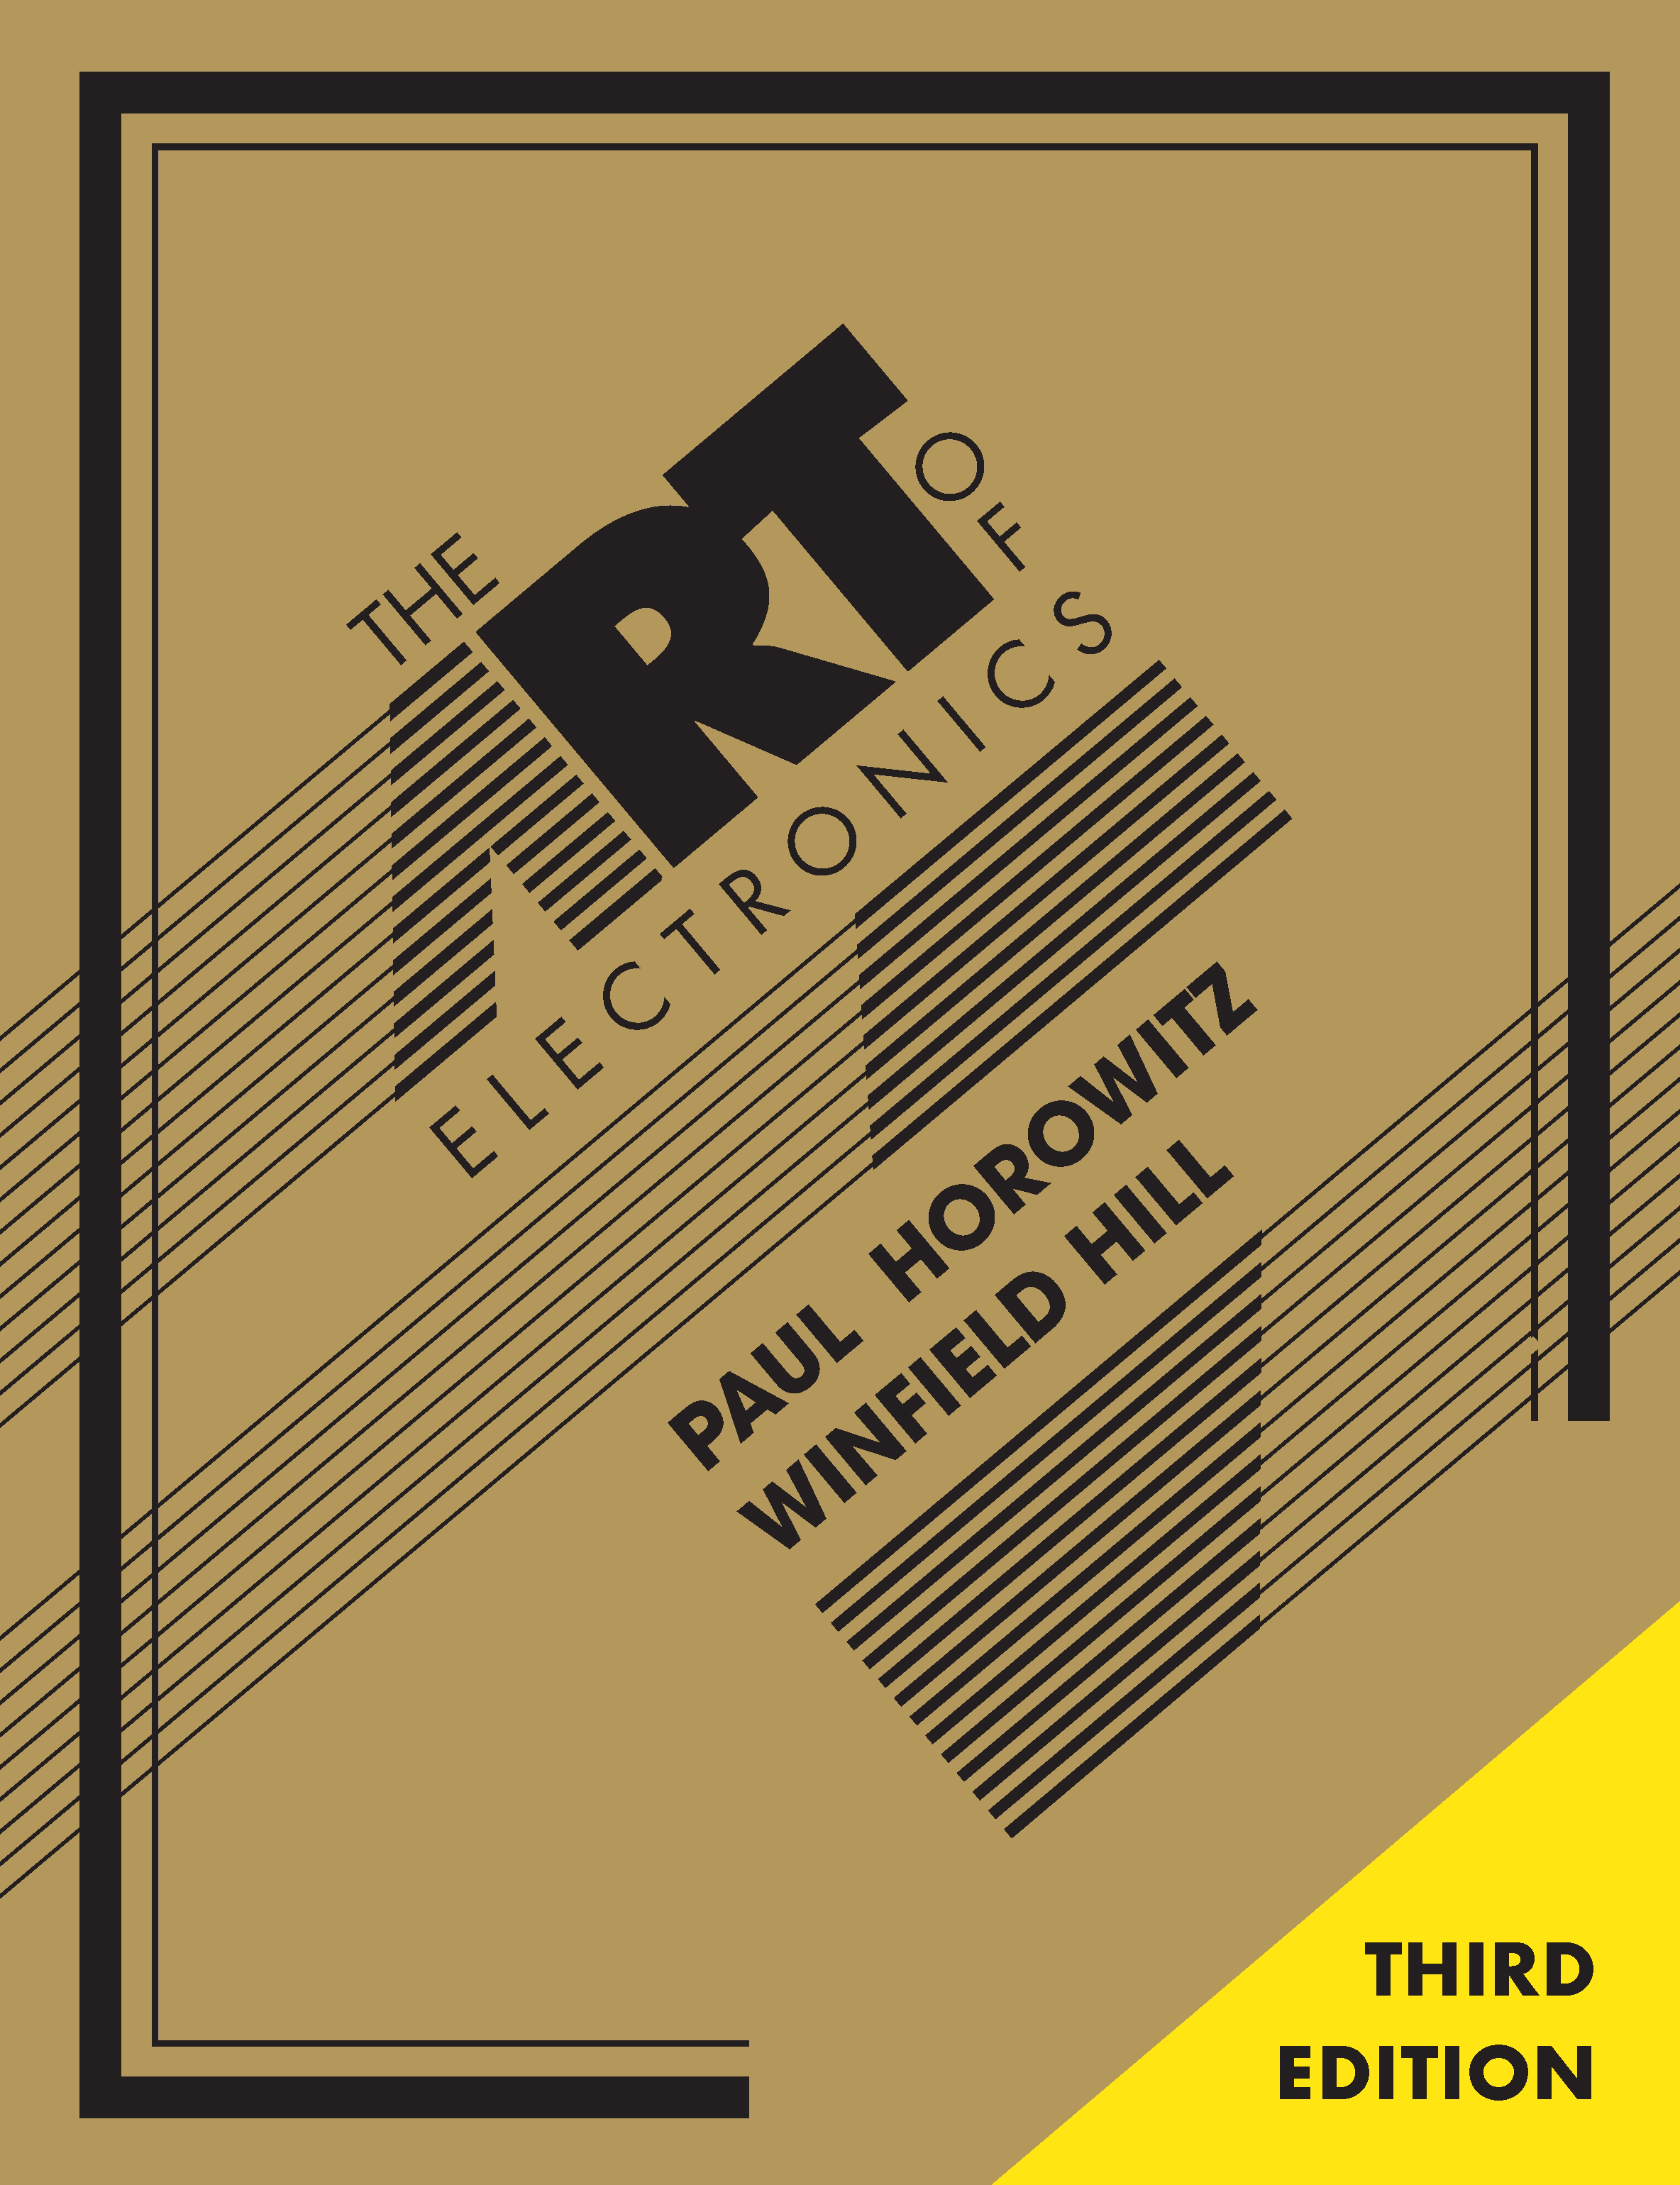 THE
ART
OF
ELECTRONICS
PAUL HOROWITZ
WINFIELD HILL
THIRD
EDITION